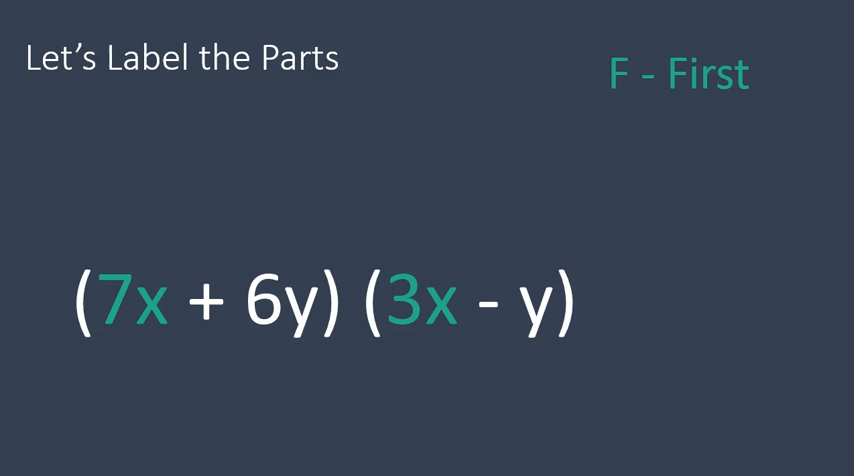 Let’s Label the Parts
F - First
(7x + 6y) (3x - y)